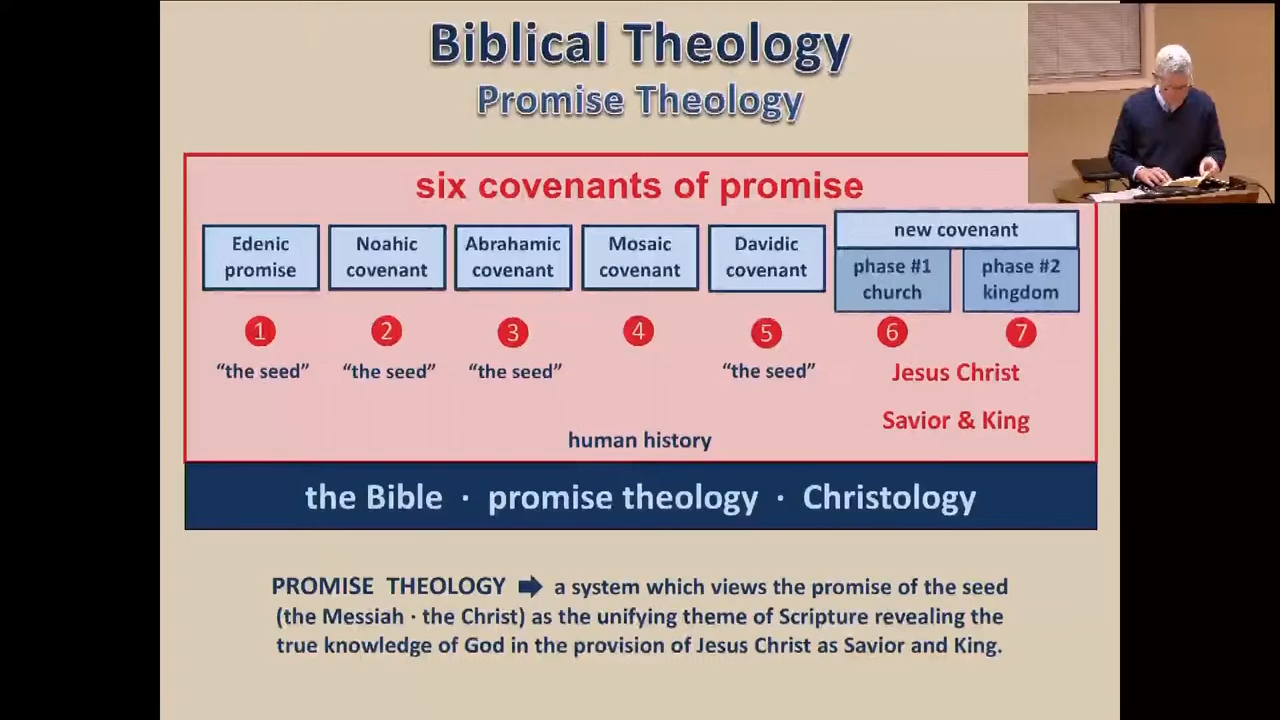 Biblical Theology
Promise Theology
six covenants of promise
Edenic
promise
Noahic
covenant
Abrahamic
covenant
Mosaic
covenant
Davidic
covenant
new covenant
phase #1
church
phase #2
kingdom
1
2
3
4
5
6
7
“the seed”
“the seed”
“the seed”
“the seed”
Jesus Christ
Savior & King
human history
the Bible · promise theology · Christology
PROMISE THEOLOGY ➡ a system which views the promise of the seed
(the Messiah · the Christ) as the unifying theme of Scripture revealing the
true knowledge of God in the provision of Jesus Christ as Savior and King.